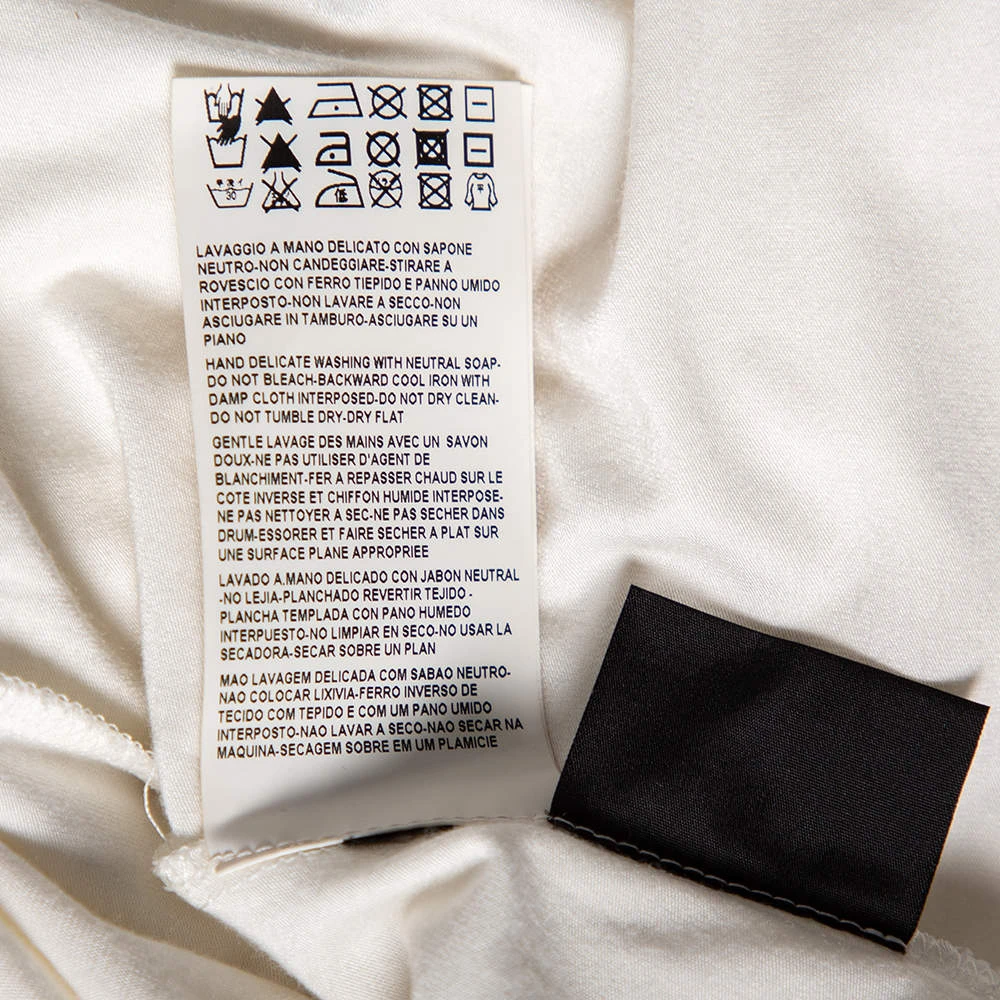 30
LAVAGGIO A MANO DELICATO CON SAPONE
NEUTRO-NON CANDEGGIARE-STIRARE A
ROVESCIO CON FERRO TIEPIDO E PANNO UMIDO
INTERPOSTO-NON LAVARE A SECCO-NON
ASCIUGARE IN TAMBURO-ASCIUGARE SU UN
PIANO
HAND DELICATE WASHING WITH NEUTRAL SOAP-
DO NOT BLEACH-BACKWARD COOL IRON WITH
DAMP CLOTH INTERPOSED-DO NOT DRY CLEAN-
DO NOT TUMBLE DRY-DRY FLAT
GENTLE LAVAGE DES MAINS AVEC UN SAVON
DOUX-NE PAS UTILISER D'AGENT DE
BLANCHIMENT-FER A REPASSER CHAUD SUR LE
COTE INVERSE ET CHIFFON HUMIDE INTERPOSE-
NE PAS NETTOYER A SEC-NE PAS SECHER DANS
DRUM-ESSORER ET FAIRE SECHER A PLAT SUR
UNE SURFACE PLANE APPROPRIEE
LAVADO A.MANO DELICADO CON JABON NEUTRAL
-NO LEJIA-PLANCHADO REVERTIR TEJIDO -
PLANCHA TEMPLADA CON PANO HUMEDO
INTERPUESTO-NO LIMPIAR EN SECO-NO USAR LA
SECADORA-SECAR SOBRE UN PLAN
MAO LAVAGEM DELICADA COM SABAO NEUTRO-
NAO COLOCAR LIXIVIA-FERRO INVERSO DE
TECIDO COM TEPIDO E COM UM PANO UMIDO
INTERPOSTO-NAO LAVAR A SECO-NAO SECAR NA
MAQUINA-SECAGEM SOBRE EM UM PLAMICIE